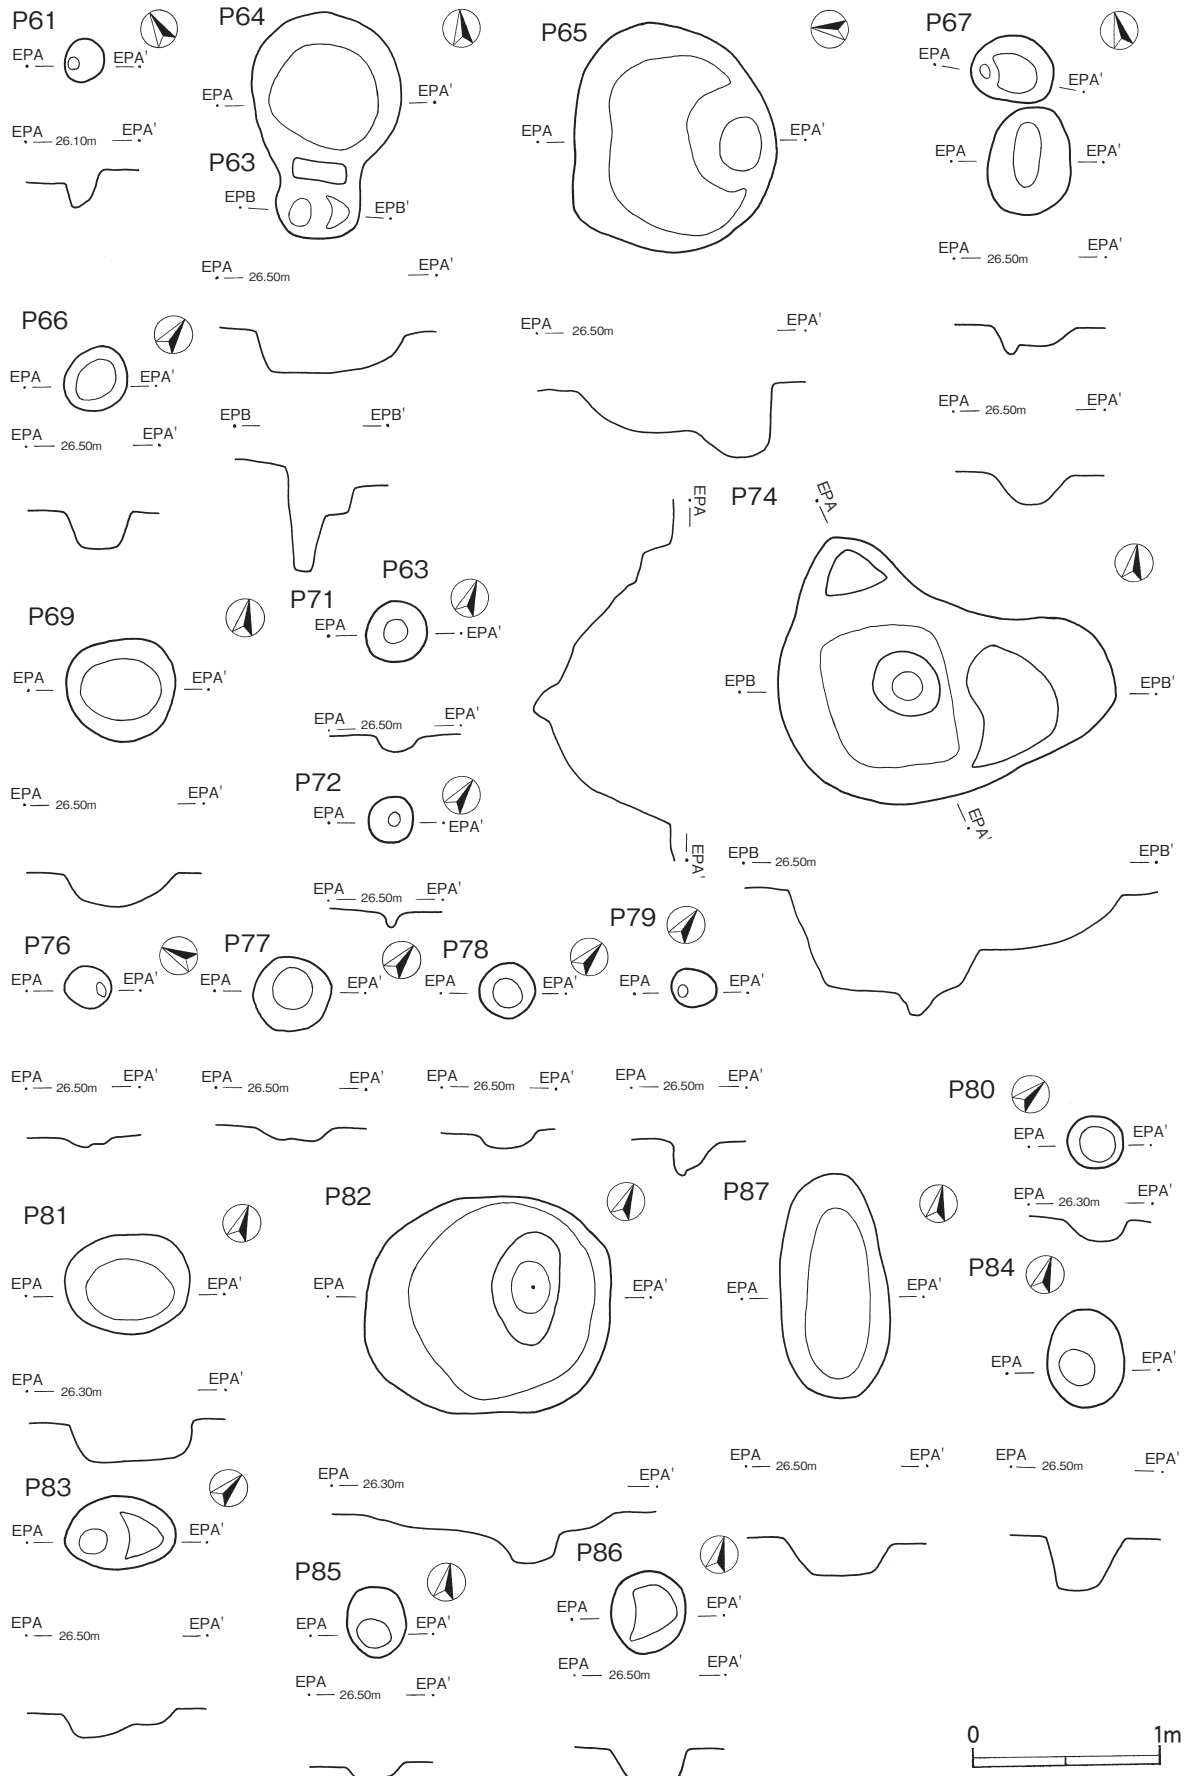 P61
EPA EPA'
EPA 26.10m EPA'
P64
EPA EPA'
P63
EPB EPB'
EPA 26.50m EPA'
EPB EPB'
P65
EPA EPA'
EPA 26.50m EPA'
P67
EPA EPA'
EPA EPA'
EPA 26.50m EPA'
EPA 26.50m EPA'
P66
EPA EPA'
EPA 26.50m EPA'
P69
EPA EPA'
EPA 26.50m EPA'
P63
P71
EPA EPA'
EPA 26.50m EPA'
P72
EPA EPA'
EPA 26.50m EPA'
P74
EPA
EPA'
EPA
EPB EPB'
EPA'
EPB 26.50m EPB'
P76
EPA EPA'
EPA 26.50m EPA'
P77
EPA EPA'
EPA 26.50m EPA'
P78
EPA EPA'
EPA 26.50m EPA'
P79
EPA EPA'
EPA 26.50m EPA'
P80
EPA EPA'
EPA 26.30m EPA'
P81
EPA EPA'
EPA 26.30m EPA'
P82
EPA EPA'
EPA 26.30m EPA'
P87
EPA EPA'
EPA 26.50m EPA'
P84
EPA EPA'
EPA 26.50m EPA'
P83
EPA EPA'
EPA 26.50m EPA'
P85
EPA EPA'
EPA 26.50m EPA'
P86
EPA EPA'
EPA 26.50m EPA'
0 1m